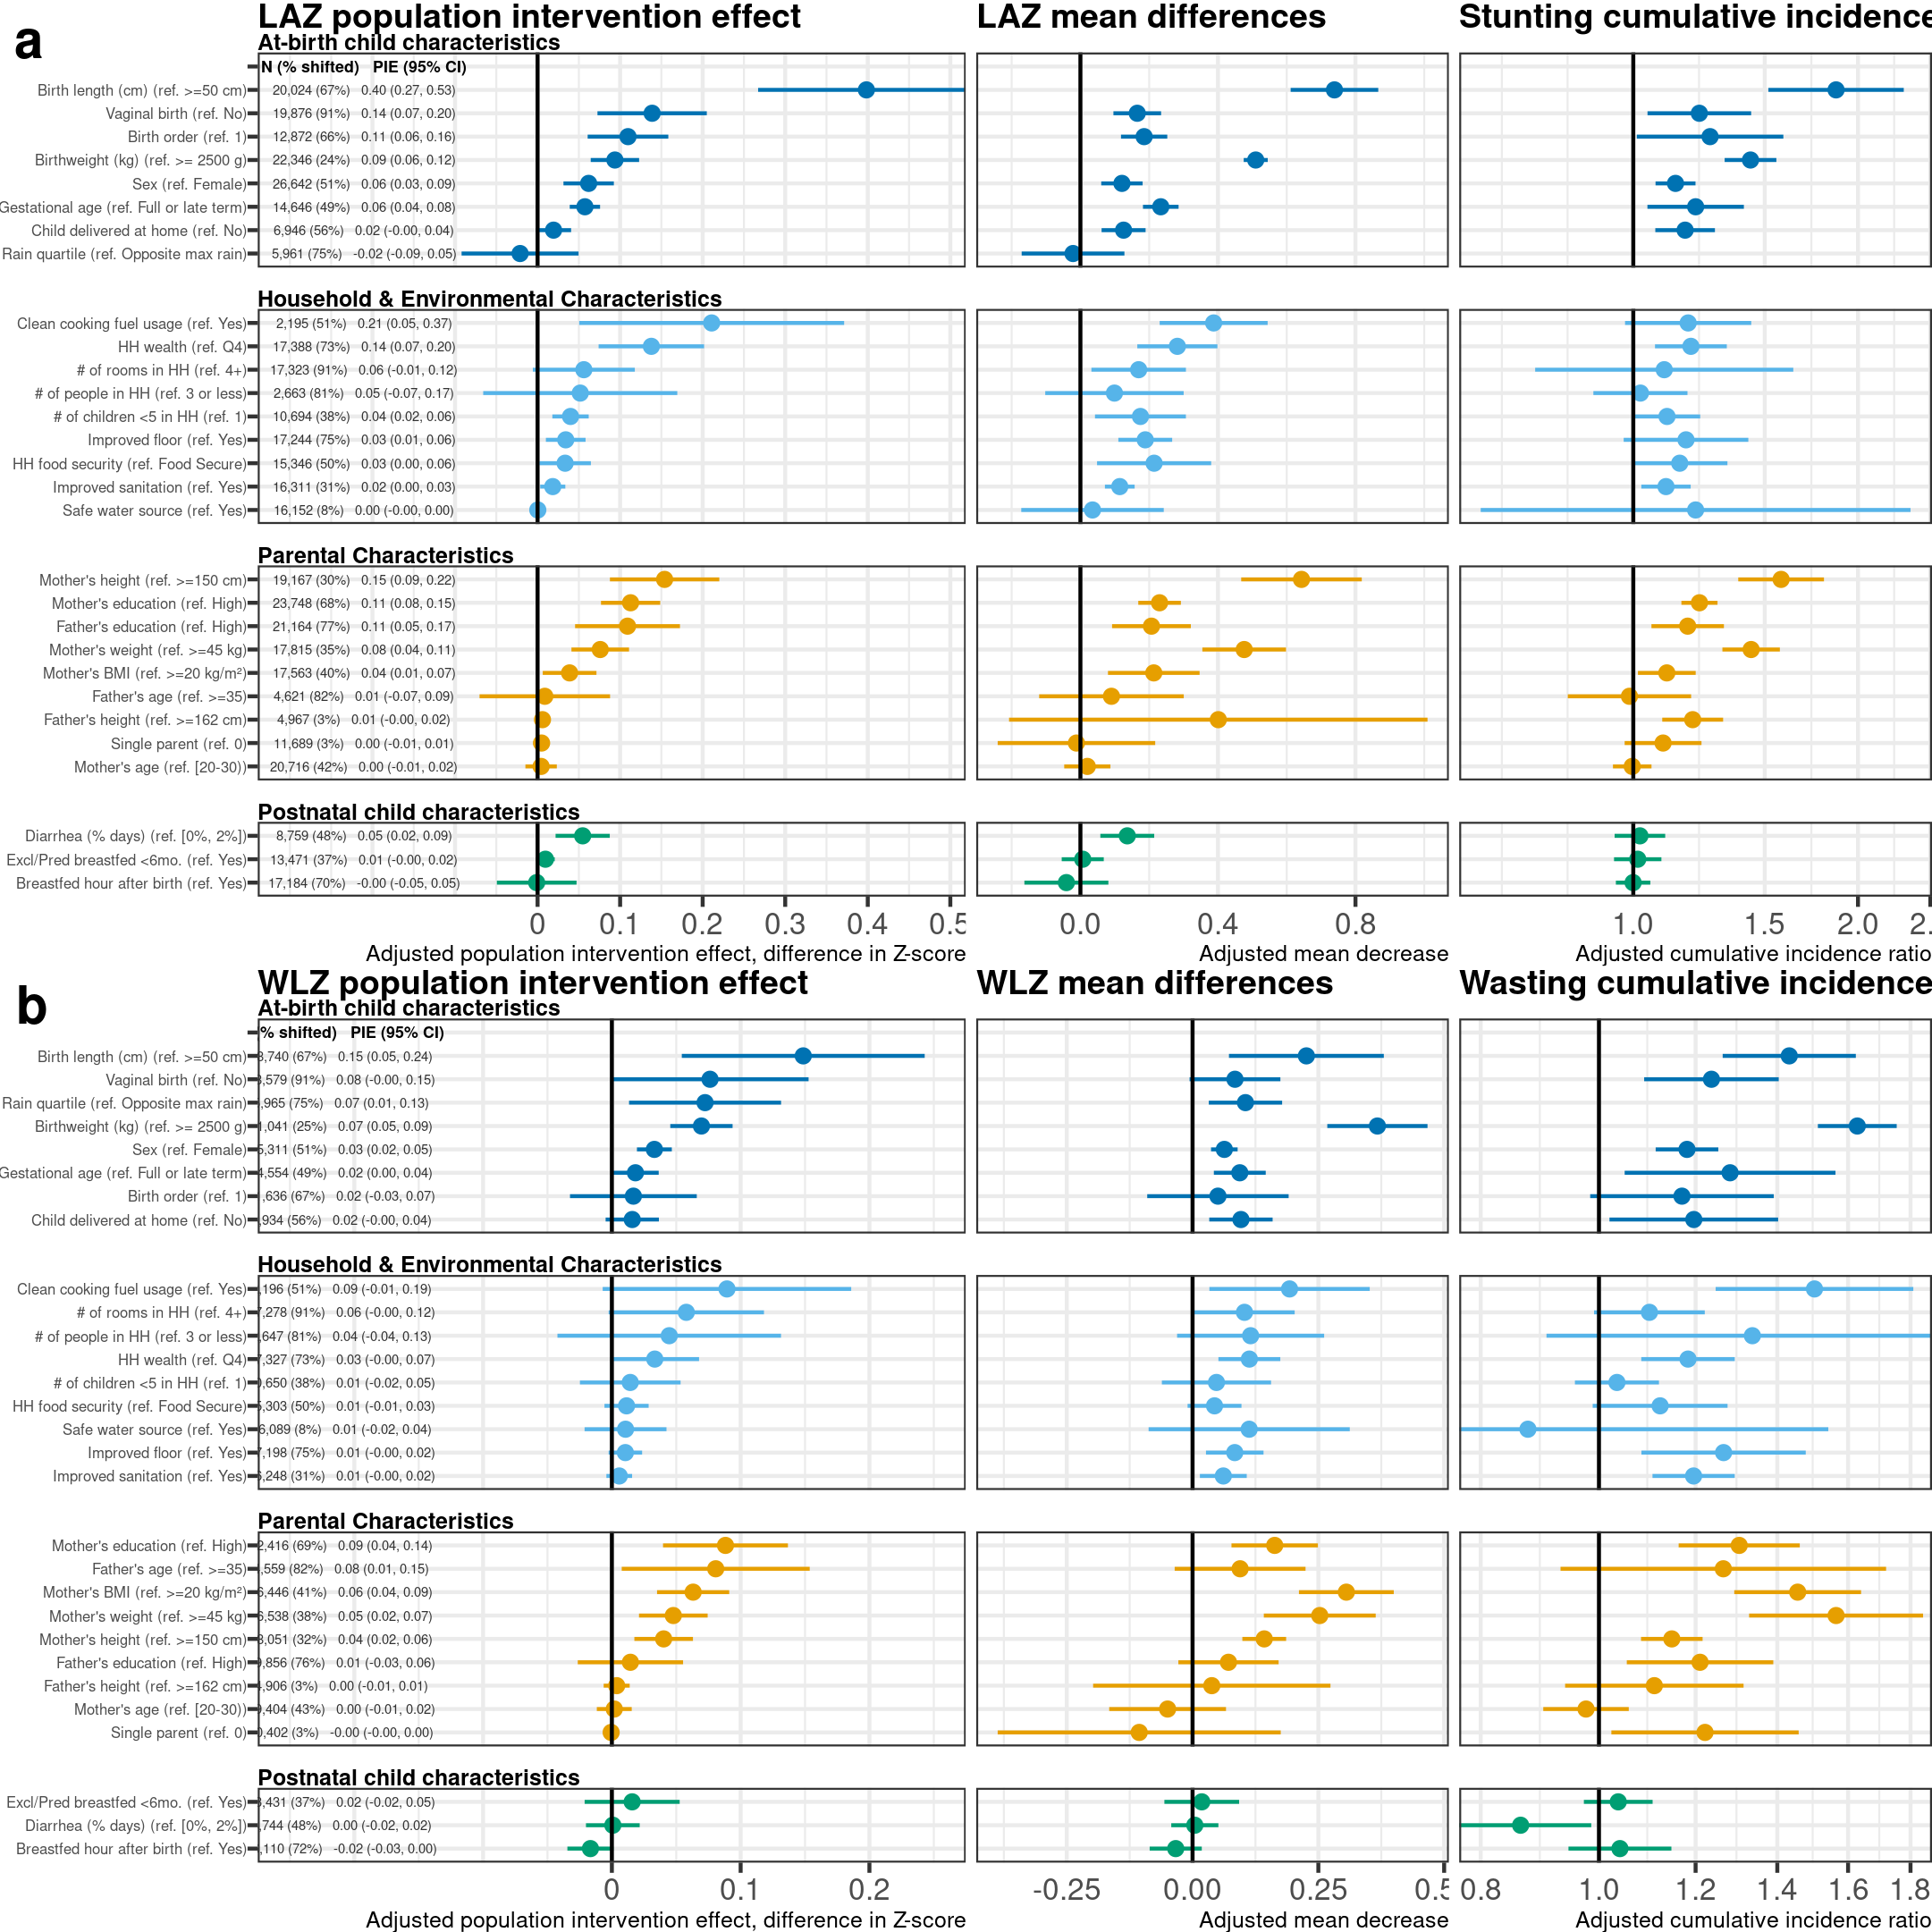 a
LAZ population intervention effect LAZ mean differences Stunting cumulative incidence
At-birth child characteristics
N (% shifted) PIE (95% CI)
Birth length (cm) (ref. >=50 cm) 20,024 (67%) 0.40 (0.27, 0.53)
Vaginal birth (ref. No) 19,876 (91%) 0.14 (0.07, 0.20)
Birth order (ref. 1) 12,872 (66%) 0.11 (0.06, 0.16)
Birthweight (kg) (ref. >= 2500 g) 22,346 (24%) 0.09 (0.06, 0.12)
Sex (ref. Female) 26,642 (51%) 0.06 (0.03, 0.09)
Gestational age (ref. Full or late term) 14,646 (49%) 0.06 (0.04, 0.08)
Child delivered at home (ref. No) 6,946 (56%) 0.02 (-0.00, 0.04)
Rain quartile (ref. Opposite max rain) 5,961 (75%) -0.02 (-0.09, 0.05)
Household & Environmental Characteristics
Clean cooking fuel usage (ref. Yes) 2,195 (51%) 0.21 (0.05, 0.37)
HH wealth (ref. Q4) 17,388 (73%) 0.14 (0.07, 0.20)
# of rooms in HH (ref. 4+) 17,323 (91%) 0.06 (-0.01, 0.12)
# of people in HH (ref. 3 or less) 2,663 (81%) 0.05 (-0.07, 0.17)
# of children <5 in HH (ref. 1) 10,694 (38%) 0.04 (0.02, 0.06)
Improved floor (ref. Yes) 17,244 (75%) 0.03 (0.01, 0.06)
HH food security (ref. Food Secure) 15,346 (50%) 0.03 (0.00, 0.06)
Improved sanitation (ref. Yes) 16,311 (31%) 0.02 (0.00, 0.03)
Safe water source (ref. Yes) 16,152 (8%) 0.00 (-0.00, 0.00)
Parental Characteristics
Mother's height (ref. >=150 cm) 19,167 (30%) 0.15 (0.09, 0.22)
Mother's education (ref. High) 23,748 (68%) 0.11 (0.08, 0.15)
Father's education (ref. High) 21,164 (77%) 0.11 (0.05, 0.17)
Mother's weight (ref. >=45 kg) 17,815 (35%) 0.08 (0.04, 0.11)
Mother's BMI (ref. >=20 kg/m²) 17,563 (40%) 0.04 (0.01, 0.07)
Father's age (ref. >=35) 4,621 (82%) 0.01 (-0.07, 0.09)
Father's height (ref. >=162 cm) 4,967 (3%) 0.01 (-0.00, 0.02)
Single parent (ref. 0) 11,689 (3%) 0.00 (-0.01, 0.01)
Mother's age (ref. [20-30)) 20,716 (42%) 0.00 (-0.01, 0.02)
Postnatal child characteristics
Diarrhea (% days) (ref. [0%, 2%]) 8,759 (48%) 0.05 (0.02, 0.09)
Excl/Pred breastfed <6mo. (ref. Yes) 13,471 (37%) 0.01 (-0.00, 0.02)
Breastfed hour after birth (ref. Yes) 17,184 (70%) -0.00 (-0.05, 0.05)
0 0.1 0.2 0.3 0.4 0.5 0.0 0.4 0.8 1.0 1.5 2.0 2.
Adjusted population intervention effect, difference in Z-score Adjusted mean decrease Adjusted cumulative incidence ratio
b
WLZ population intervention effect WLZ mean differences Wasting cumulative incidence
At-birth child characteristics
% shifted) PIE (95% CI)
Birth length (cm) (ref. >=50 cm) ,740 (67%) 0.15 (0.05, 0.24)
Vaginal birth (ref. No) ,579 (91%) 0.08 (-0.00, 0.15)
Rain quartile (ref. Opposite max rain) ,965 (75%) 0.07 (0.01, 0.13)
Birthweight (kg) (ref. >= 2500 g) ,041 (25%) 0.07 (0.05, 0.09)
Sex (ref. Female) ,311 (51%) 0.03 (0.02, 0.05)
Gestational age (ref. Full or late term) ,554 (49%) 0.02 (0.00, 0.04)
Birth order (ref. 1) ,636 (67%) 0.02 (-0.03, 0.07)
Child delivered at home (ref. No) ,934 (56%) 0.02 (-0.00, 0.04)
Household & Environmental Characteristics
Clean cooking fuel usage (ref. Yes) ,196 (51%) 0.09 (-0.01, 0.19)
# of rooms in HH (ref. 4+) ,278 (91%) 0.06 (-0.00, 0.12)
# of people in HH (ref. 3 or less) ,647 (81%) 0.04 (-0.04, 0.13)
HH wealth (ref. Q4) ,327 (73%) 0.03 (-0.00, 0.07)
# of children <5 in HH (ref. 1) ,650 (38%) 0.01 (-0.02, 0.05)
HH food security (ref. Food Secure) ,303 (50%) 0.01 (-0.01, 0.03)
Safe water source (ref. Yes) 6,089 (8%) 0.01 (-0.02, 0.04)
Improved floor (ref. Yes) ,198 (75%) 0.01 (-0.00, 0.02)
Improved sanitation (ref. Yes) ,248 (31%) 0.01 (-0.00, 0.02)
Parental Characteristics
Mother's education (ref. High) ,416 (69%) 0.09 (0.04, 0.14)
Father's age (ref. >=35) ,559 (82%) 0.08 (0.01, 0.15)
Mother's BMI (ref. >=20 kg/m²) ,446 (41%) 0.06 (0.04, 0.09)
Mother's weight (ref. >=45 kg) ,538 (38%) 0.05 (0.02, 0.07)
Mother's height (ref. >=150 cm) ,051 (32%) 0.04 (0.02, 0.06)
Father's education (ref. High) ,856 (76%) 0.01 (-0.03, 0.06)
Father's height (ref. >=162 cm) ,906 (3%) 0.00 (-0.01, 0.01)
Mother's age (ref. [20-30)) ,404 (43%) 0.00 (-0.01, 0.02)
Single parent (ref. 0) ,402 (3%) -0.00 (-0.00, 0.00)
Postnatal child characteristics
Excl/Pred breastfed <6mo. (ref. Yes) ,431 (37%) 0.02 (-0.02, 0.05)
Diarrhea (% days) (ref. [0%, 2%]) ,744 (48%) 0.00 (-0.02, 0.02)
Breastfed hour after birth (ref. Yes) ,110 (72%) -0.02 (-0.03, 0.00)
0 0.1 0.2 -0.25 0.00 0.25 0.5 0.8 1.0 1.2 1.4 1.6 1.8
Adjusted population intervention effect, difference in Z-score Adjusted mean decrease Adjusted cumulative incidence ratio